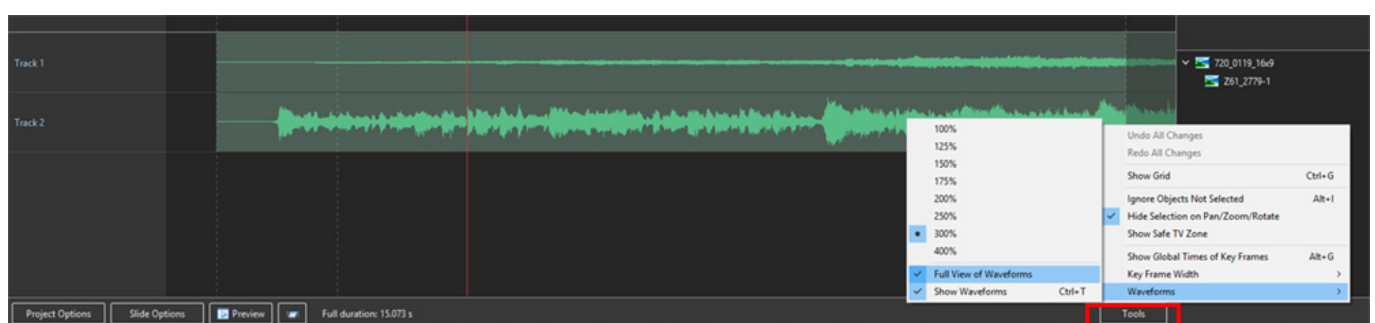 Track 1
Track 2
720_0119_16x9
Z61_2779-1
100%
125%
150%
175%
200%
250%
300%
400%
Full View of Waveforms
Show Waveforms Ctrl+T
Undo All Changes
Redo All Changes
Show Grid Ctrl+G
Ignore Objects Not Selected Alt+I
Hide Selection on Pan/Zoom/Rotate
Show Safe TV Zone
Show Global Times of Key Frames Alt+G
Key Frame Width
Waveforms
Project Options Slide Options Preview Full duration: 15.073 s Tools